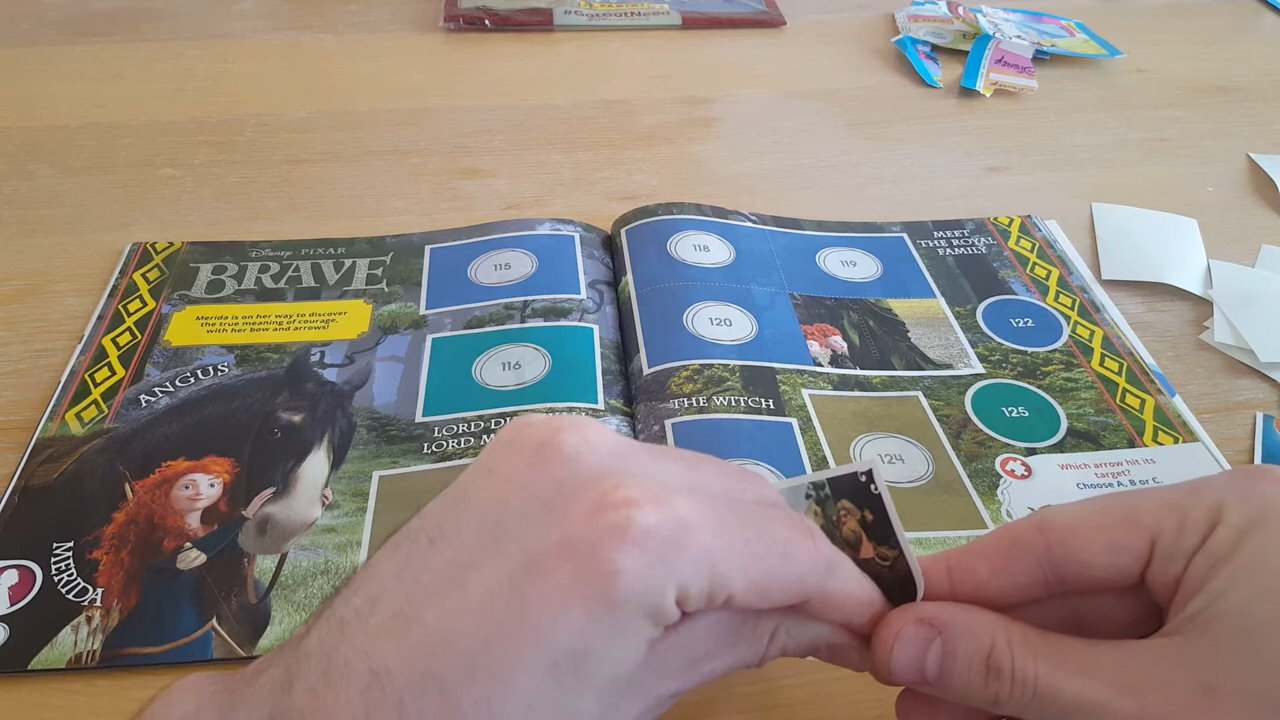 PANINI
#GotGotNeed
Disney
Disney · PIXAR
BRAVE
Merida is on her way to discover
the true meaning of courage,
with her bow and arrows!
ANGUS
MERIDA
115
116
LORD
LORD
118
119
120
MEET
THE ROYAL
FAMILY
122
THE WITCH
124
125
Which arrow hit its
target?
Choose A, B or C.